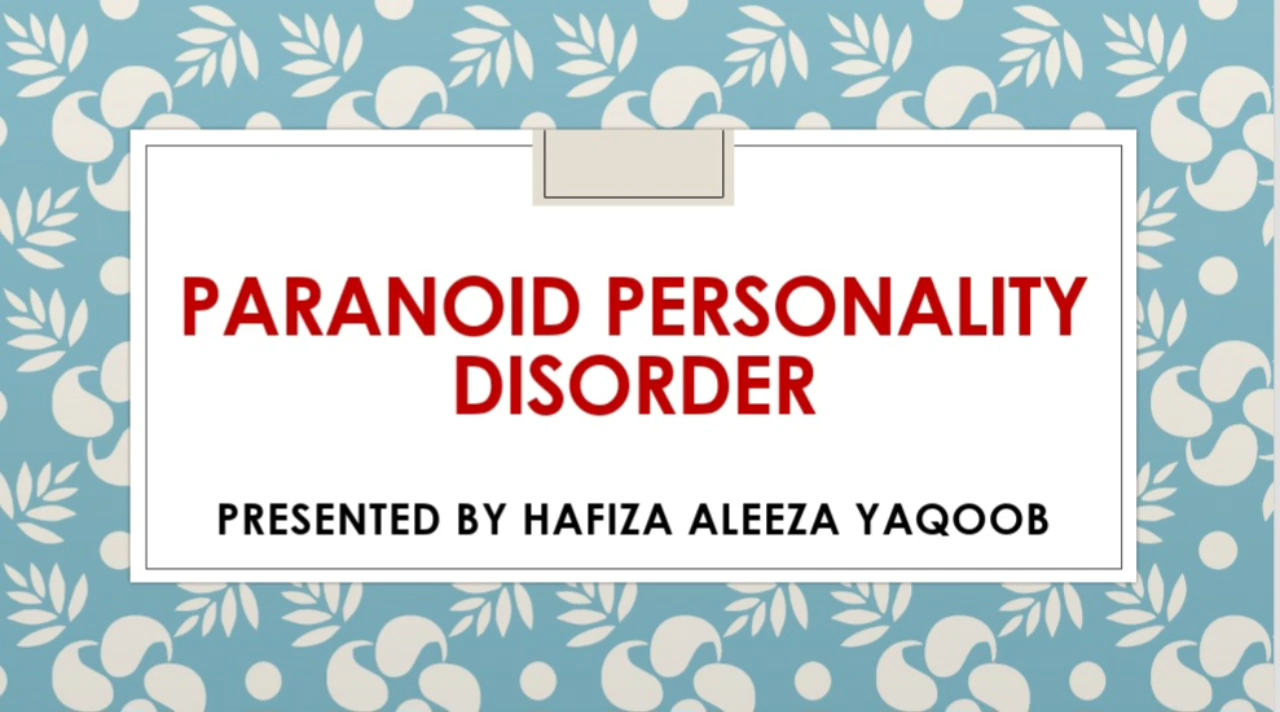 PARANOID PERSONALITY
DISORDER
PRESENTED BY HAFIZA ALEEZA YAQOOB